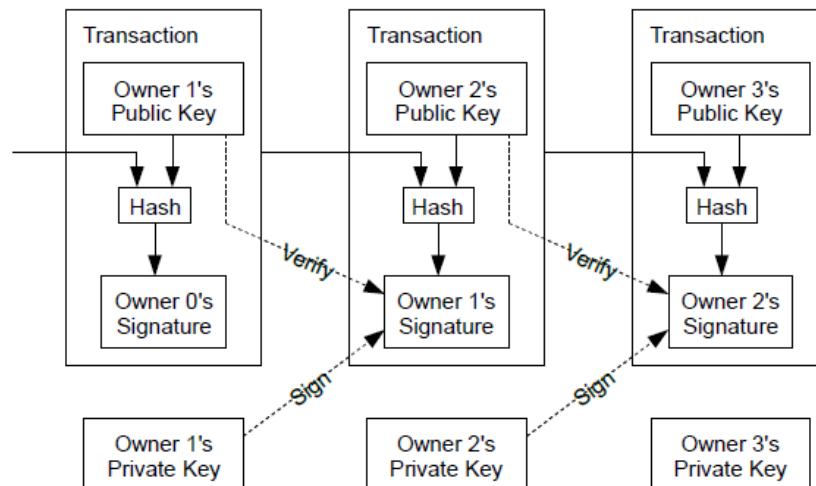 Transaction
Owner 1's
Public Key
Hash
Owner 0's
Signature
Verify
Sign
Owner 1's
Private Key
Transaction
Owner 2's
Public Key
Hash
Owner 1's
Signature
Verify
Sign
Owner 2's
Private Key
Transaction
Owner 3's
Public Key
Hash
Owner 2's
Signature
Owner 3's
Private Key